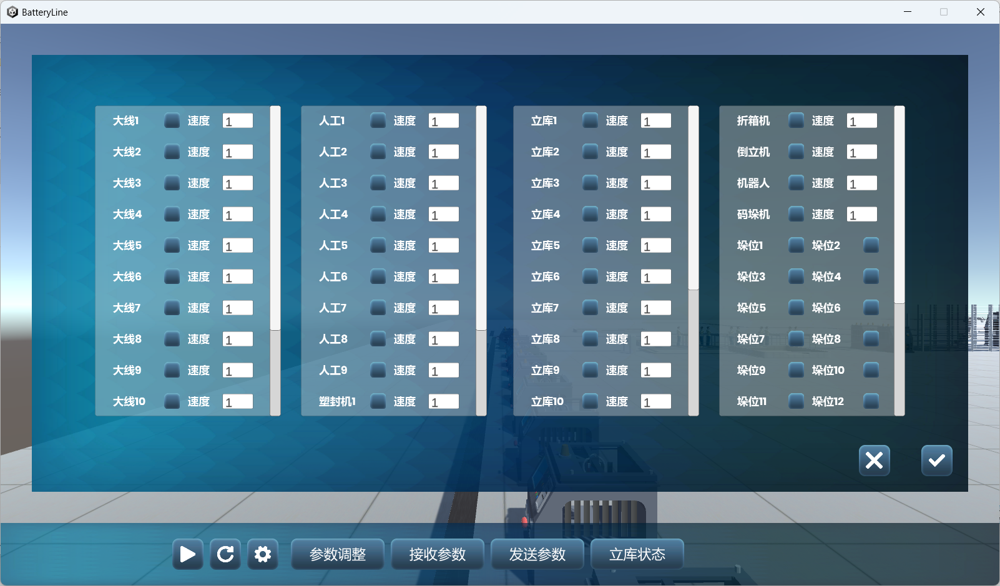 BatteryLine
大线1 速度 1 人工1 速度 1 立库1 速度 1 折箱机 速度 1
大线2 速度 1 人工2 速度 1 立库2 速度 1 倒立机 速度 1
大线3 速度 1 人工3 速度 1 立库3 速度 1 机器人 速度 1
大线4 速度 1 人工4 速度 1 立库4 速度 1 码垛机 速度 1
大线5 速度 1 人工5 速度 1 立库5 速度 1 垛位1 垛位2
大线6 速度 1 人工6 速度 1 立库6 速度 1 垛位3 垛位4
大线7 速度 1 人工7 速度 1 立库7 速度 1 垛位5 垛位6
大线8 速度 1 人工8 速度 1 立库8 速度 1 垛位7 垛位8
大线9 速度 1 人工9 速度 1 立库9 速度 1 垛位9 垛位10
大线10 速度 1 塑封机1 速度 1 立库10 速度 1 垛位11 垛位12
参数调整 接收参数 发送参数 立库状态